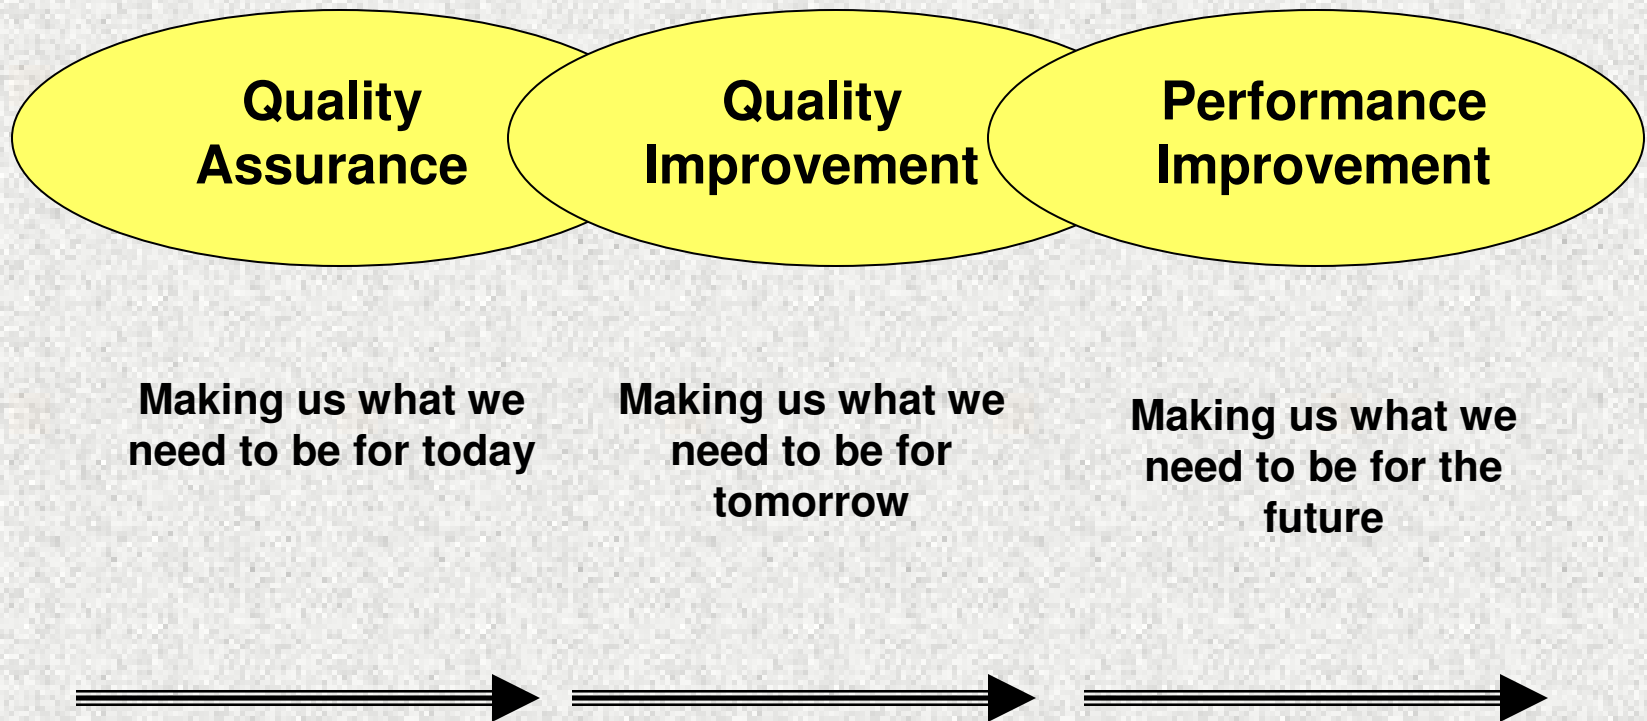 Quality
Assurance
Quality
Improvement
Performance
Improvement
Making us what we
need to be for today
Making us what we
need to be for
tomorrow
Making us what we
need to be for the
future